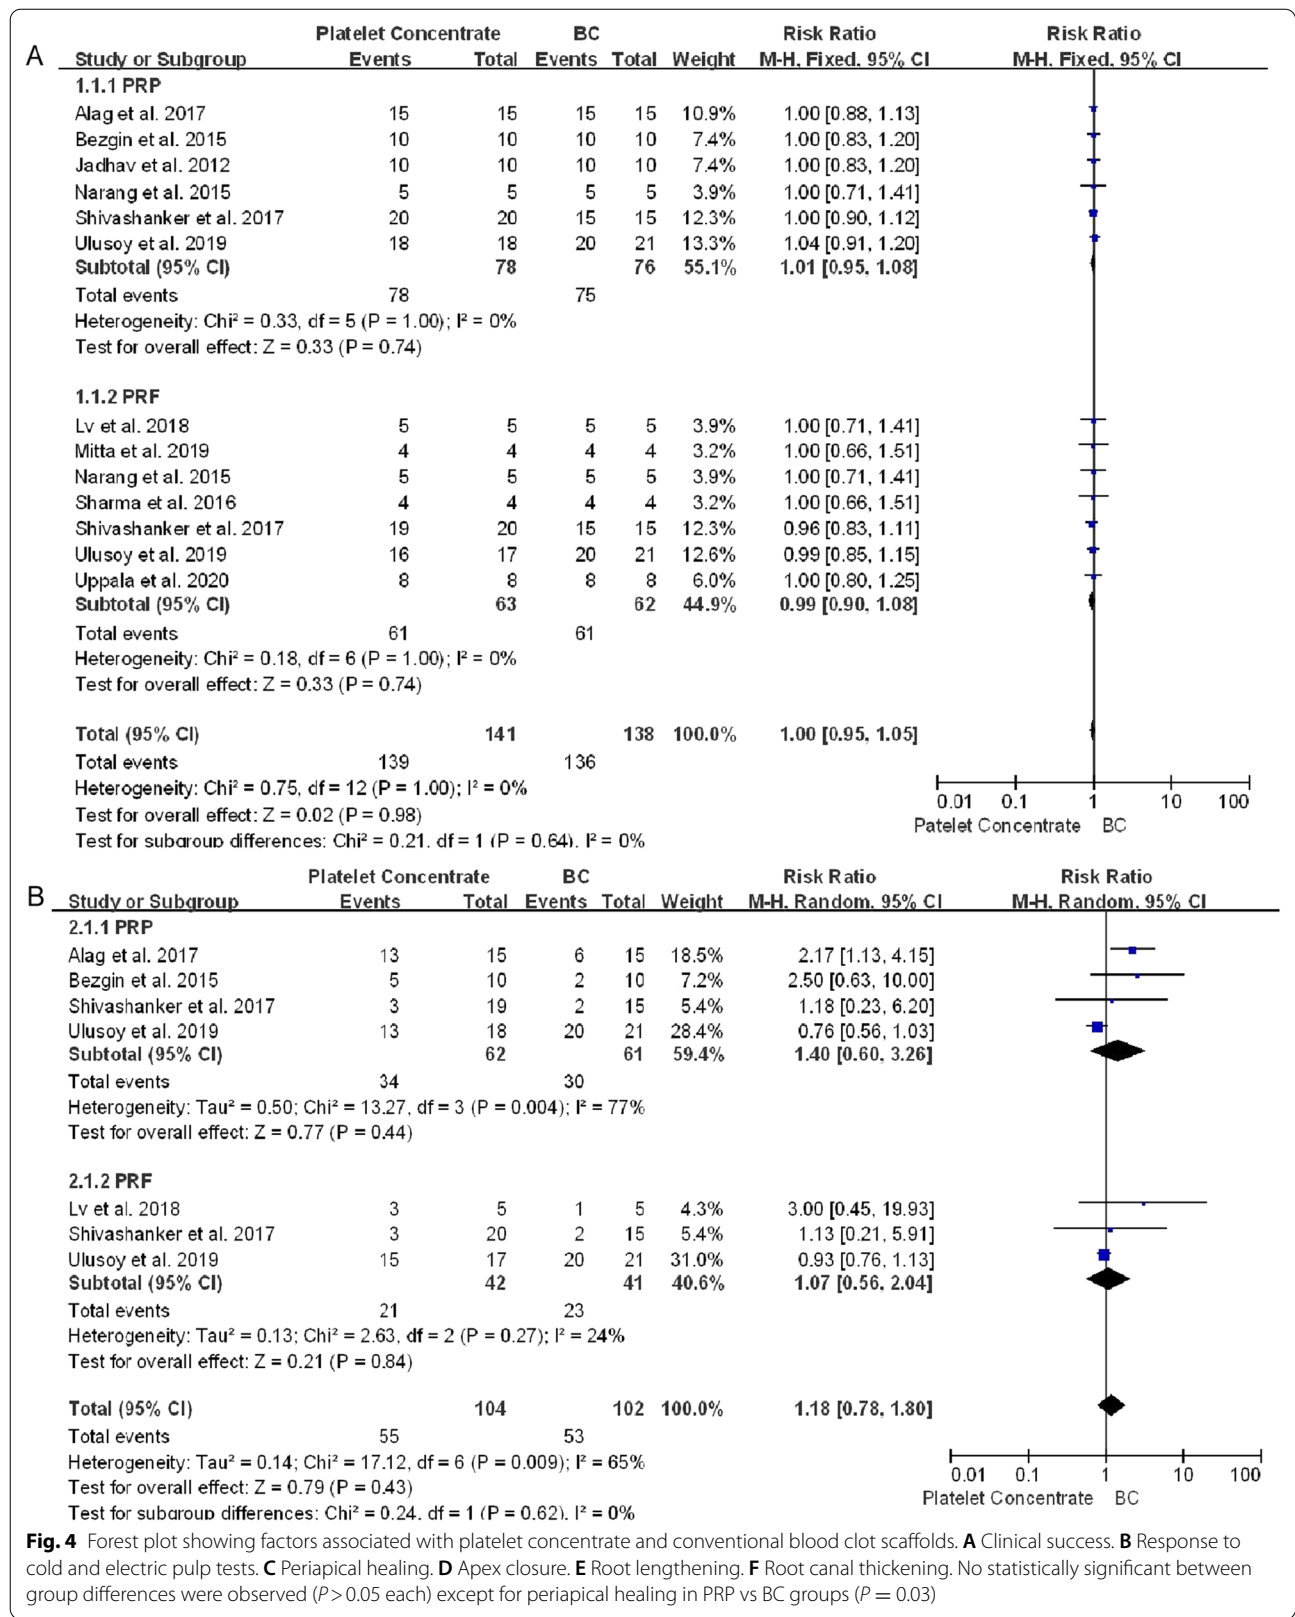 A
Platelet Concentrate BC Risk Ratio Risk Ratio
Study or Subgroup Events Total Events Total Weight M-H, Fixed, 95% CI M-H, Fixed, 95% CI
1.1.1 PRP
Alag et al. 2017 15 15 15 15 10.9% 1.00 [0.88, 1.13]
Bezgin et al. 2015 10 10 10 10 7.4% 1.00 [0.83, 1.20]
Jadhav et al. 2012 10 10 10 10 7.4% 1.00 [0.83, 1.20]
Narang et al. 2015 5 5 5 5 3.9% 1.00 [0.71, 1.41]
Shivashanker et al. 2017 20 20 15 15 12.3% 1.00 [0.90, 1.12]
Ulusoy et al. 2019 18 18 20 21 13.3% 1.04 [0.91, 1.20]
Subtotal (95% CI) 78 76 55.1% 1.01 [0.95, 1.08]
Total events 78 75
Heterogeneity: Chi² = 0.33, df = 5 (P = 1.00); I² = 0%
Test for overall effect: Z = 0.33 (P = 0.74)
1.1.2 PRF
Lv et al. 2018 5 5 5 5 3.9% 1.00 [0.71, 1.41]
Mitta et al. 2019 4 4 4 4 3.2% 1.00 [0.66, 1.51]
Narang et al. 2015 5 5 5 5 3.9% 1.00 [0.71, 1.41]
Sharma et al. 2016 4 4 4 4 3.2% 1.00 [0.66, 1.51]
Shivashanker et al. 2017 19 20 15 15 12.3% 0.96 [0.83, 1.11]
Ulusoy et al. 2019 16 17 20 21 12.6% 0.99 [0.85, 1.15]
Uppala et al. 2020 8 8 8 8 6.0% 1.00 [0.80, 1.25]
Subtotal (95% CI) 63 62 44.9% 0.99 [0.90, 1.08]
Total events 61 61
Heterogeneity: Chi² = 0.18, df = 6 (P = 1.00); I² = 0%
Test for overall effect: Z = 0.33 (P = 0.74)
Total (95% CI) 141 138 100.0% 1.00 [0.95, 1.05]
Total events 139 136
Heterogeneity: Chi² = 0.75, df = 12 (P = 1.00); I² = 0%
Test for overall effect: Z = 0.02 (P = 0.98)
Test for subgroup differences: Chi² = 0.21, df = 1 (P = 0.64), I² = 0%
0.01 0.1 1 10 100
Patelet Concentrate BC
B
Platelet Concentrate BC Risk Ratio Risk Ratio
Study or Subgroup Events Total Events Total Weight M-H, Random, 95% CI M-H, Random, 95% CI
2.1.1 PRP
Alag et al. 2017 13 15 6 15 18.5% 2.17 [1.13, 4.15]
Bezgin et al. 2015 5 10 2 10 7.2% 2.50 [0.63, 10.00]
Shivashanker et al. 2017 3 19 2 15 5.4% 1.18 [0.23, 6.20]
Ulusoy et al. 2019 13 18 20 21 28.4% 0.76 [0.56, 1.03]
Subtotal (95% CI) 62 61 59.4% 1.40 [0.60, 3.26]
Total events 34 30
Heterogeneity: Tau² = 0.50; Chi² = 13.27, df = 3 (P = 0.004); I² = 77%
Test for overall effect: Z = 0.77 (P = 0.44)
2.1.2 PRF
Lv et al. 2018 3 5 1 5 4.3% 3.00 [0.45, 19.93]
Shivashanker et al. 2017 3 20 2 15 5.4% 1.13 [0.21, 5.91]
Ulusoy et al. 2019 15 17 20 21 31.0% 0.93 [0.76, 1.13]
Subtotal (95% CI) 42 41 40.6% 1.07 [0.56, 2.04]
Total events 21 23
Heterogeneity: Tau² = 0.13; Chi² = 2.63, df = 2 (P = 0.27); I² = 24%
Test for overall effect: Z = 0.21 (P = 0.84)
Total (95% CI) 104 102 100.0% 1.18 [0.78, 1.80]
Total events 55 53
Heterogeneity: Tau² = 0.14; Chi² = 17.12, df = 6 (P = 0.009); I² = 65%
Test for overall effect: Z = 0.79 (P = 0.43)
Test for subgroup differences: Chi² = 0.24, df = 1 (P = 0.62), I² = 0%
0.01 0.1 1 10 100
Platelet Concentrate BC
Fig. 4 Forest plot showing factors associated with platelet concentrate and conventional blood clot scaffolds. A Clinical success. B Response to
cold and electric pulp tests. C Periapical healing. D Apex closure. E Root lengthening. F Root canal thickening. No statistically significant between
group differences were observed (P > 0.05 each) except for periapical healing in PRP vs BC groups (P = 0.03)